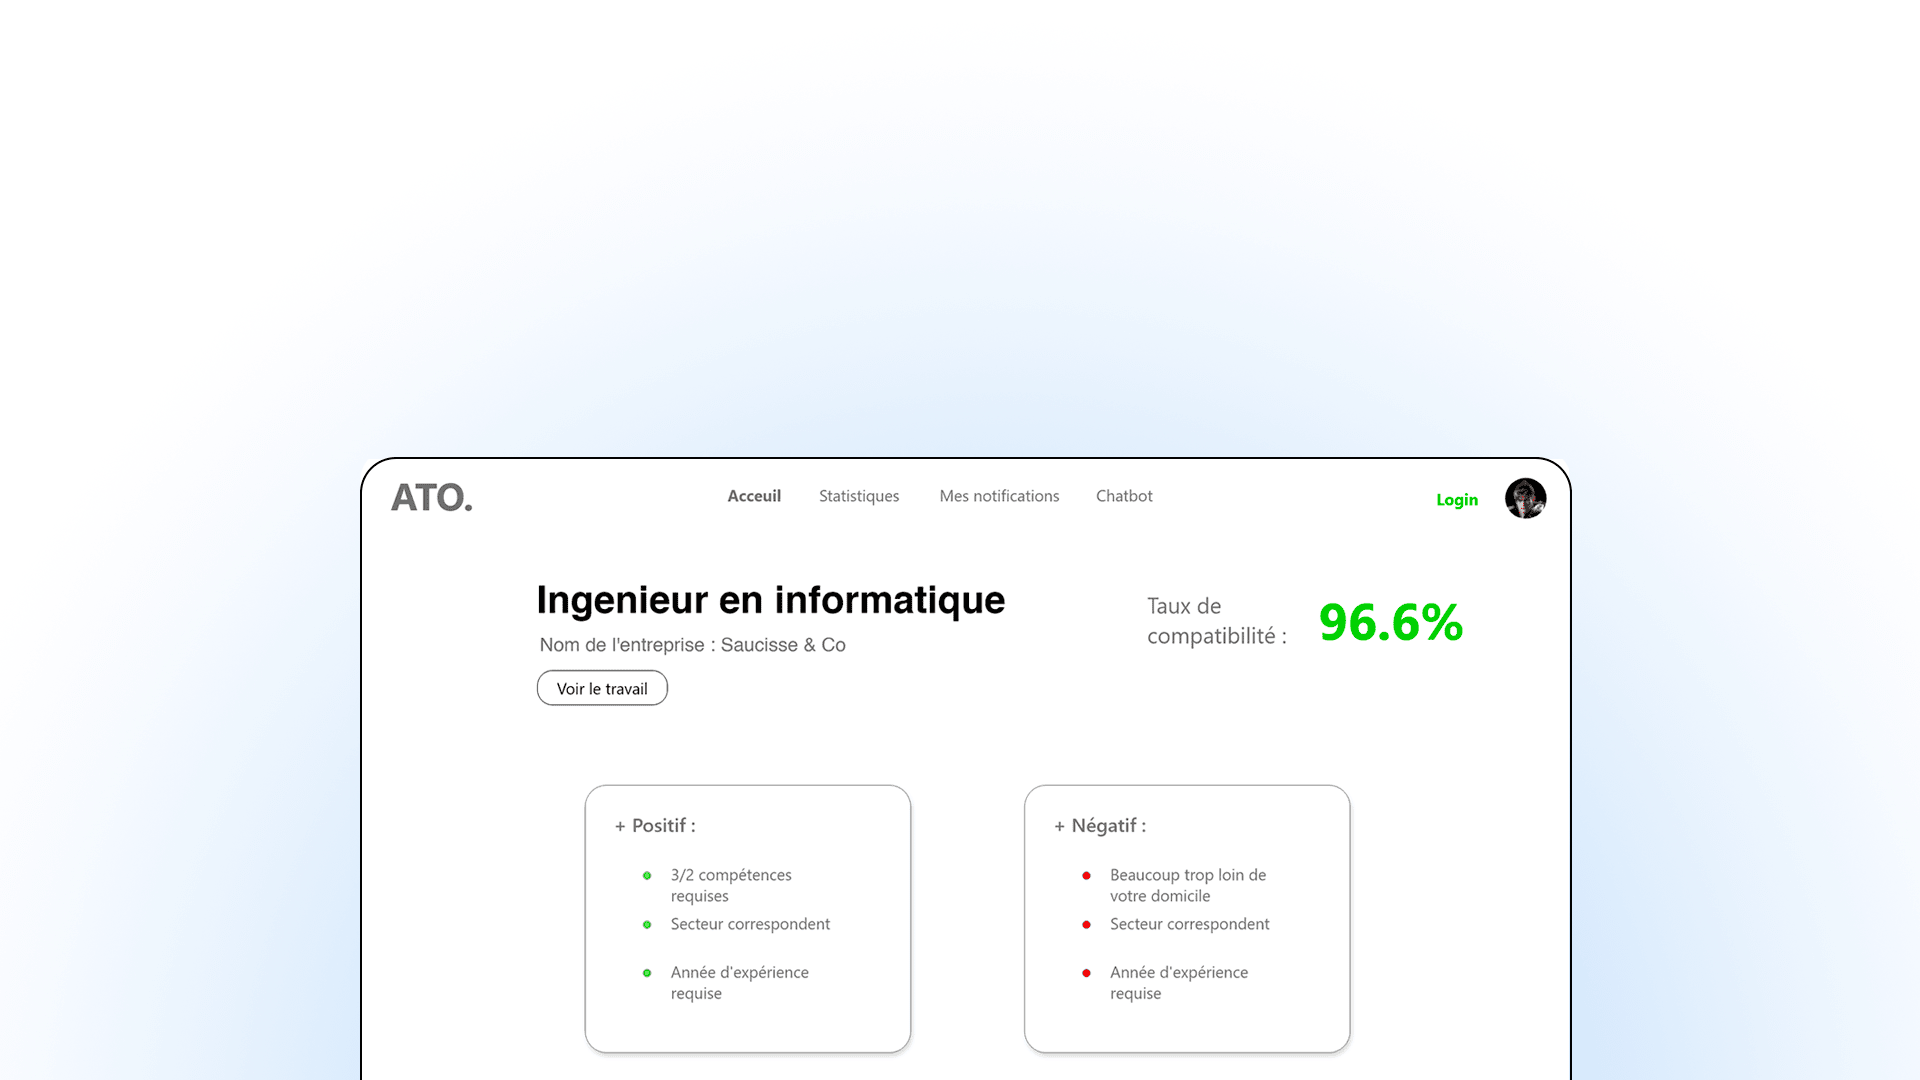 ATO.
Acceuil Statistiques Mes notifications Chatbot
Login
Ingenieur en informatique
Nom de l'entreprise : Saucisse & Co
Voir le travail
Taux de
compatibilité :
96.6%
+ Positif :
3/2 compétences
requises
Secteur correspondent
Année d'expérience
requise
+ Négatif :
Beaucoup trop loin de
votre domicile
Secteur correspondent
Année d'expérience
requise